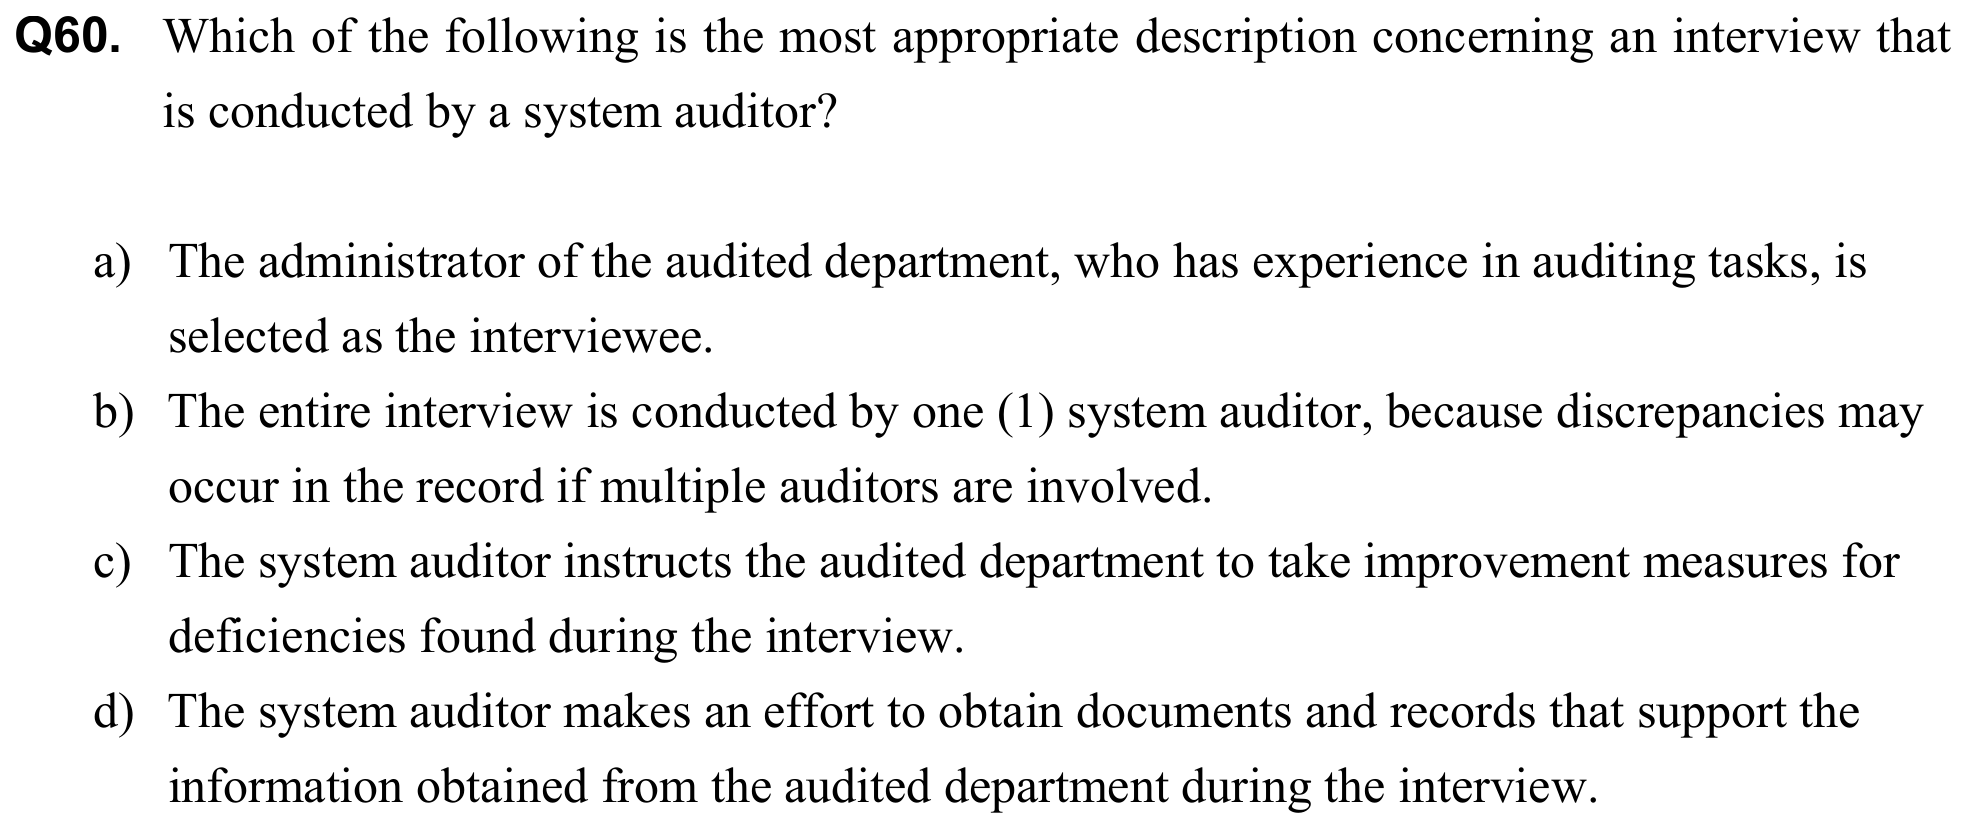 Q60. Which of the following is the most appropriate description concerning an interview that
is conducted by a system auditor?
a) The administrator of the audited department, who has experience in auditing tasks, is
selected as the interviewee.
b) The entire interview is conducted by one (1) system auditor, because discrepancies may
occur in the record if multiple auditors are involved.
c) The system auditor instructs the audited department to take improvement measures for
deficiencies found during the interview.
d) The system auditor makes an effort to obtain documents and records that support the
information obtained from the audited department during the interview.